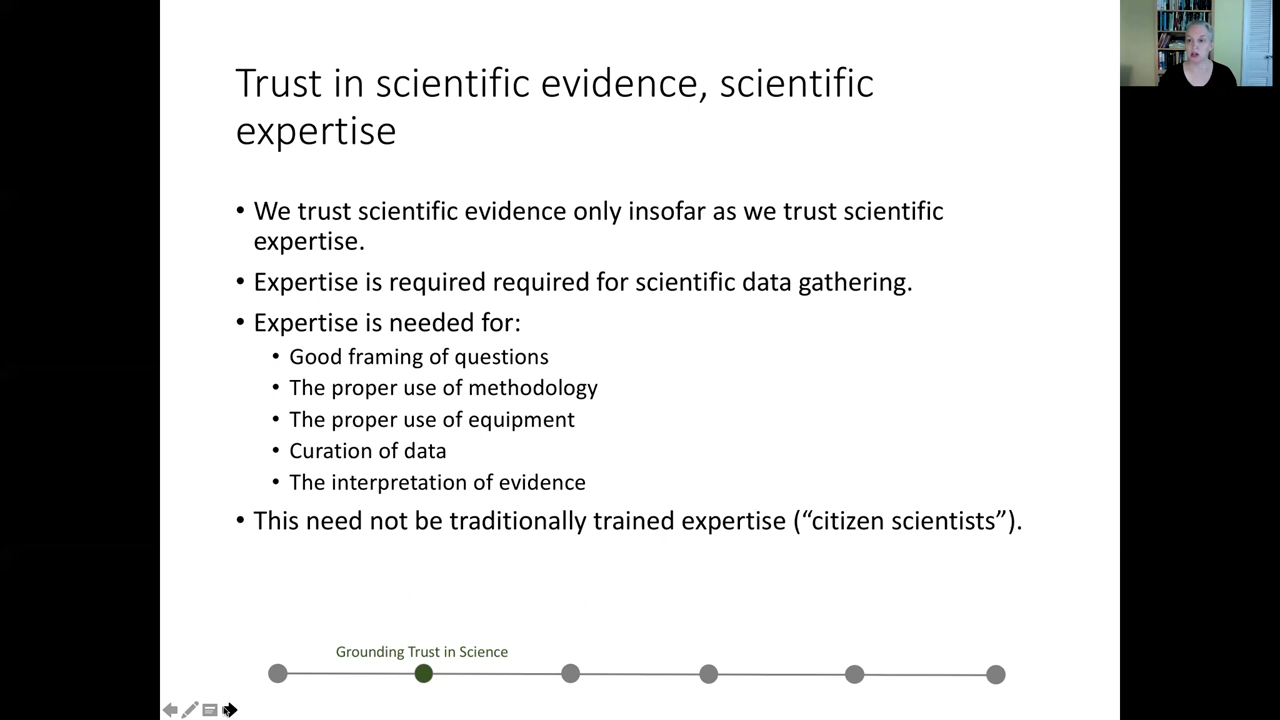 Trust in scientific evidence, scientific
expertise
• We trust scientific evidence only insofar as we trust scientific
expertise.
• Expertise is required required for scientific data gathering.
• Expertise is needed for:
• Good framing of questions
• The proper use of methodology
• The proper use of equipment
• Curation of data
• The interpretation of evidence
• This need not be traditionally trained expertise (“citizen scientists”).
Grounding Trust in Science